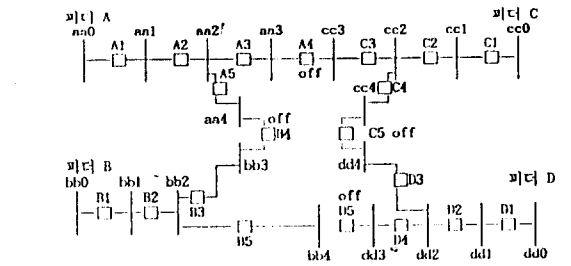 피더 A 피더 C
aa0 aa1 aa2 aa3 cc3 cc2 cc1 cc0
A1 A2 A3 A4 C3 C2 C1
off
A5 cc4 C4
aa4 off C5 off
B4
bb3 dd4
피더 B 피더 D
bb0 bb1 bb2 off D3
B1 B2 B3 D5 D2 D1
B5 D4
bb4 dd3 dd2 dd1 dd0